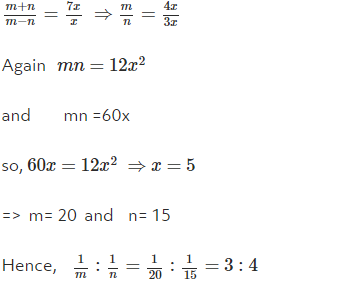 $\frac{m+n}{m-n} = \frac{7x}{x} \Rightarrow \frac{m}{n} = \frac{4x}{3x}$
Again $mn = 12x^2$
and mn =60x
so, $60x = 12x^2 \Rightarrow x = 5$
=> m= 20 and n= 15
Hence, $\frac{1}{m} : \frac{1}{n} = \frac{1}{20} : \frac{1}{15} = 3 : 4$